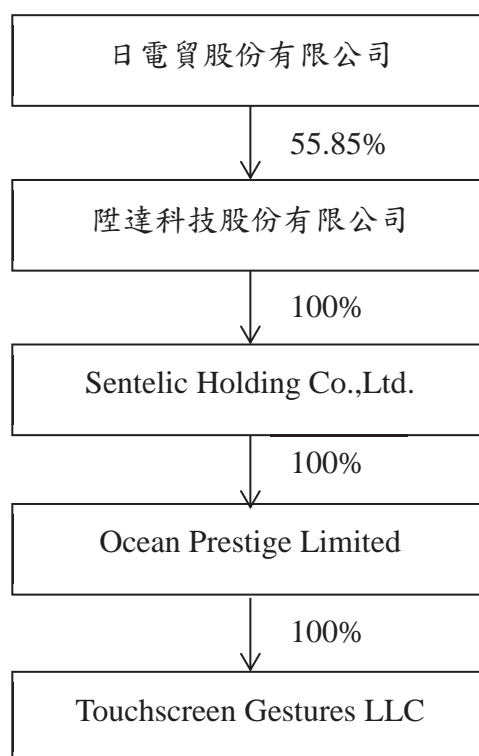 日電貿股份有限公司
55.85%
陞達科技股份有限公司
100%
Sentelic Holding Co.,Ltd.
100%
Ocean Prestige Limited
100%
Touchscreen Gestures LLC